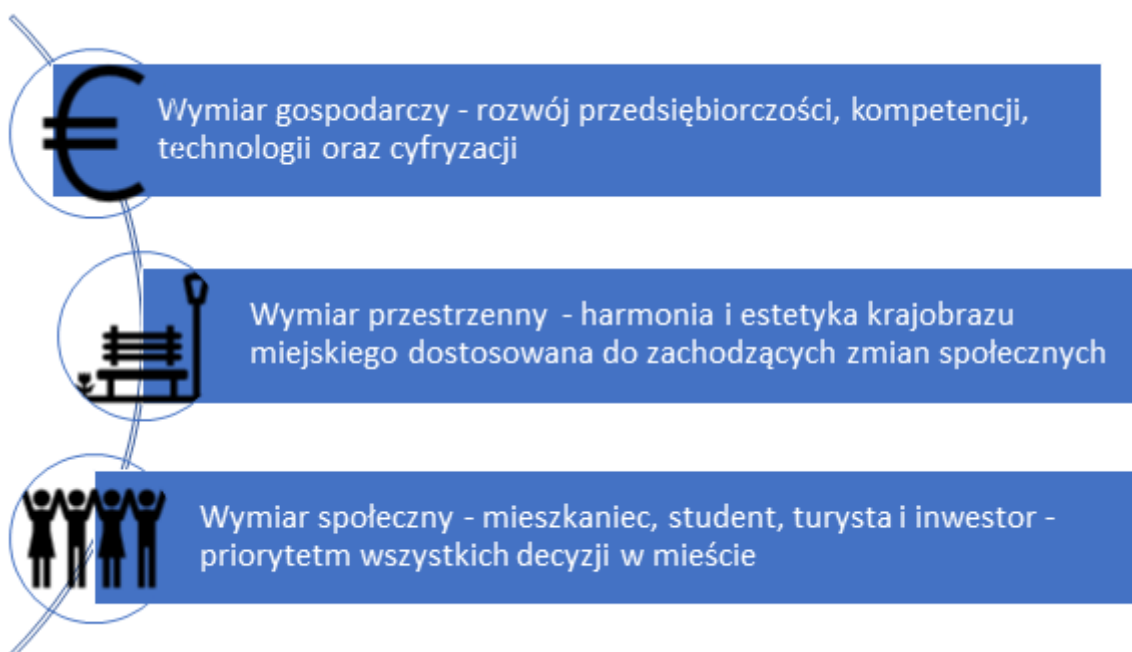 Wymiar gospodarczy - rozwój przedsiębiorczości, kompetencji,
technologii oraz cyfryzacji
Wymiar przestrzenny - harmonia i estetyka krajobrazu
miejskiego dostosowana do zachodzących zmian społecznych
Wymiar społeczny - mieszkaniec, student, turysta i inwestor -
priorytetm wszystkich decyzji w mieście